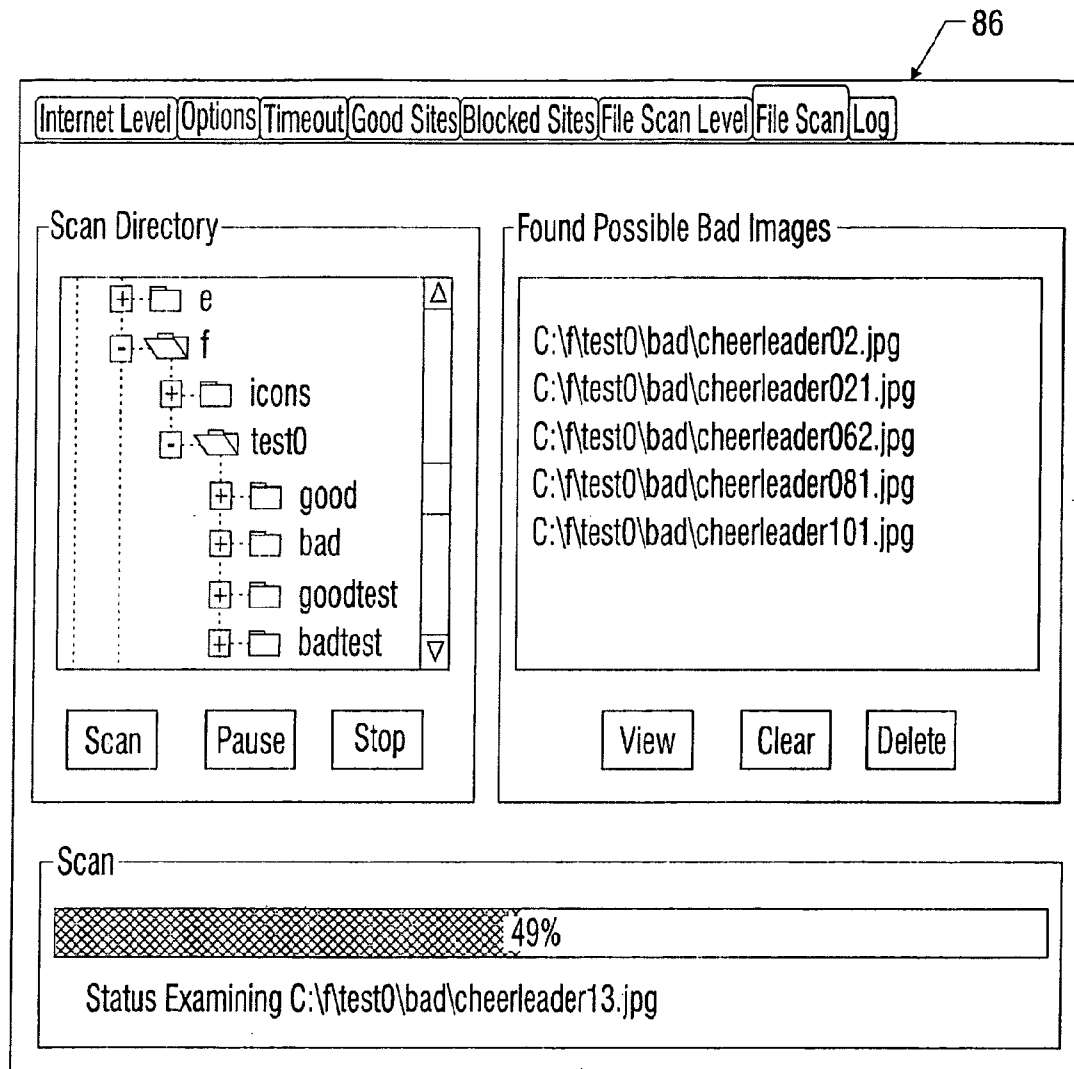 86
Internet Level Options Timeout Good Sites Blocked Sites File Scan Level File Scan Log
Scan Directory
e
f
icons
test0
good
bad
goodtest
badtest
Scan Pause Stop
Found Possible Bad Images
C:\f\test0\bad\cheerleader02.jpg
C:\f\test0\bad\cheerleader021.jpg
C:\f\test0\bad\cheerleader062.jpg
C:\f\test0\bad\cheerleader081.jpg
C:\f\test0\bad\cheerleader101.jpg
View Clear Delete
Scan
49%
Status Examining C:\f\test0\bad\cheerleader13.jpg